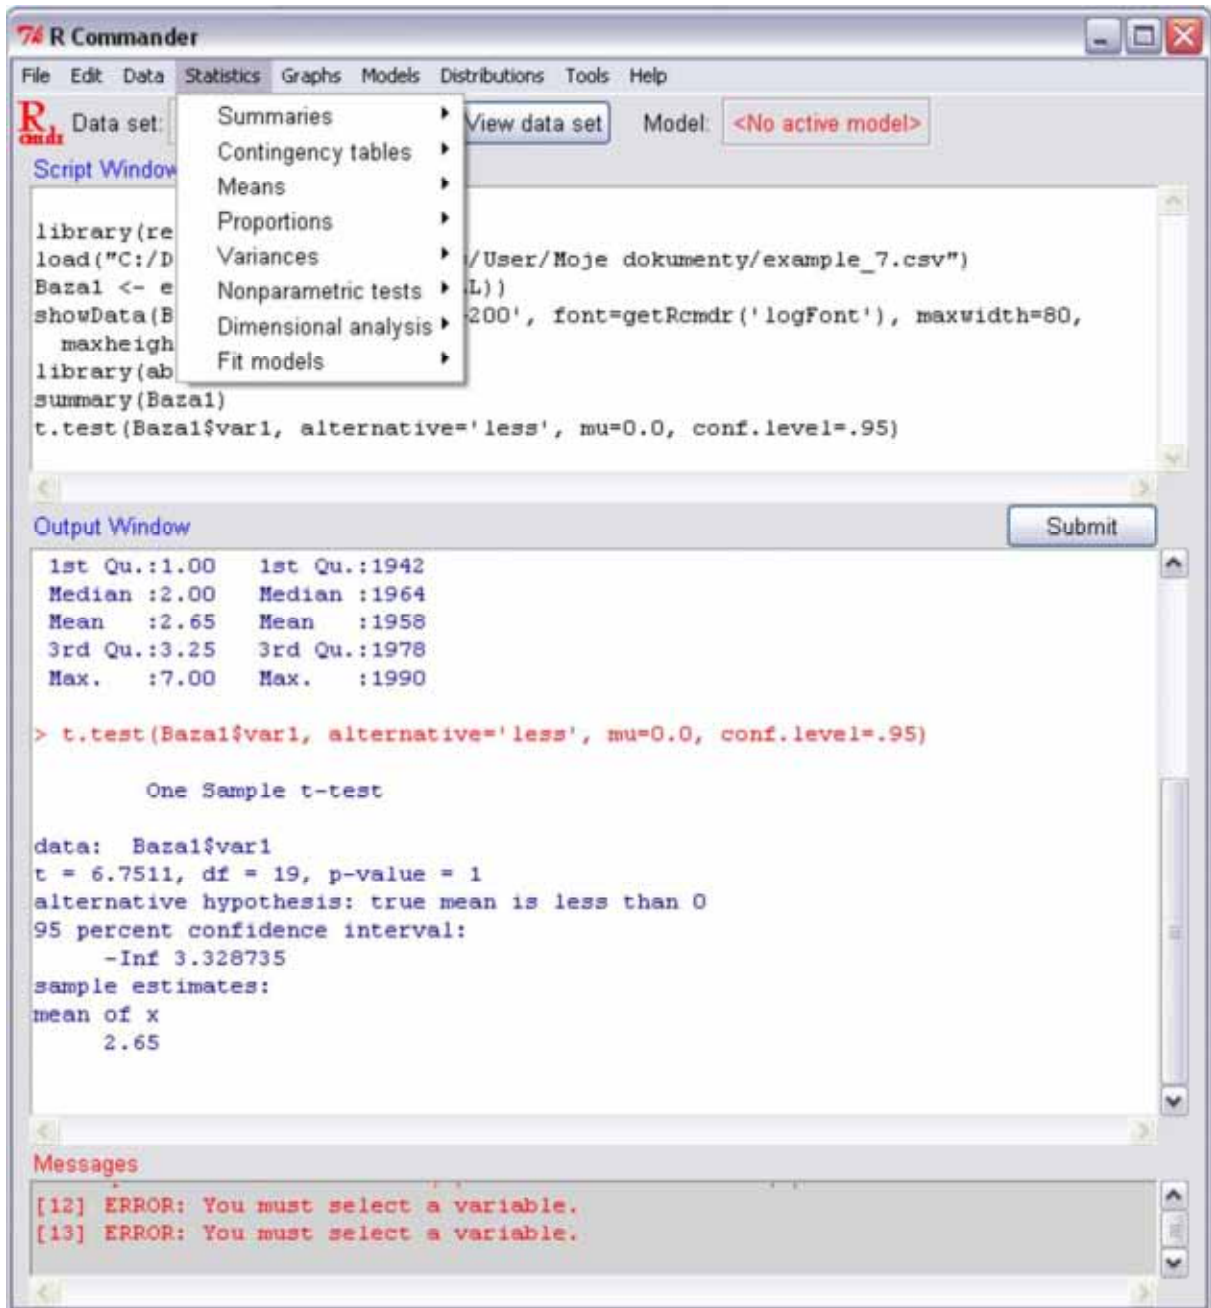 R Commander
File Edit Data Statistics Graphs Models Distributions Tools Help
Rcmdr Data set: View data set Model: <No active model>
Summaries
Contingency tables
Means
Proportions
Variances
Nonparametric tests
Dimensional analysis
Fit models
Script Window
library(re
load("C:/D /User/Moje dokumenty/example_7.csv")
Baza1 <- e L))
showData(B 200', font=getRcmdr('logFont'), maxwidth=80,
maxheigh
library(ab
summary(Baza1)
t.test(Baza1$var1, alternative='less', mu=0.0, conf.level=.95)
Output Window Submit
1st Qu.:1.00 1st Qu.:1942
Median :2.00 Median :1964
Mean :2.65 Mean :1958
3rd Qu.:3.25 3rd Qu.:1978
Max. :7.00 Max. :1990
> t.test(Baza1$var1, alternative='less', mu=0.0, conf.level=.95)
One Sample t-test
data: Baza1$var1
t = 6.7511, df = 19, p-value = 1
alternative hypothesis: true mean is less than 0
95 percent confidence interval:
-Inf 3.328735
sample estimates:
mean of x
2.65
Messages
[12] ERROR: You must select a variable.
[13] ERROR: You must select a variable.